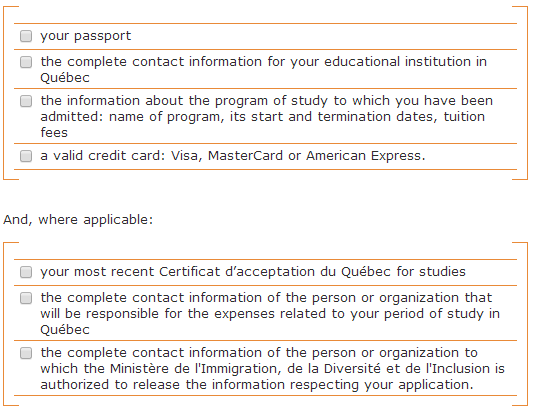 your passport
the complete contact information for your educational institution in
Québec
the information about the program of study to which you have been
admitted: name of program, its start and termination dates, tuition
fees
a valid credit card: Visa, MasterCard or American Express.
And, where applicable:
your most recent Certificat d’acceptation du Québec for studies
the complete contact information of the person or organization that
will be responsible for the expenses related to your period of study in
Québec
the complete contact information of the person or organization to
which the Ministère de l'Immigration, de la Diversité et de l'Inclusion is
authorized to release the information respecting your application.